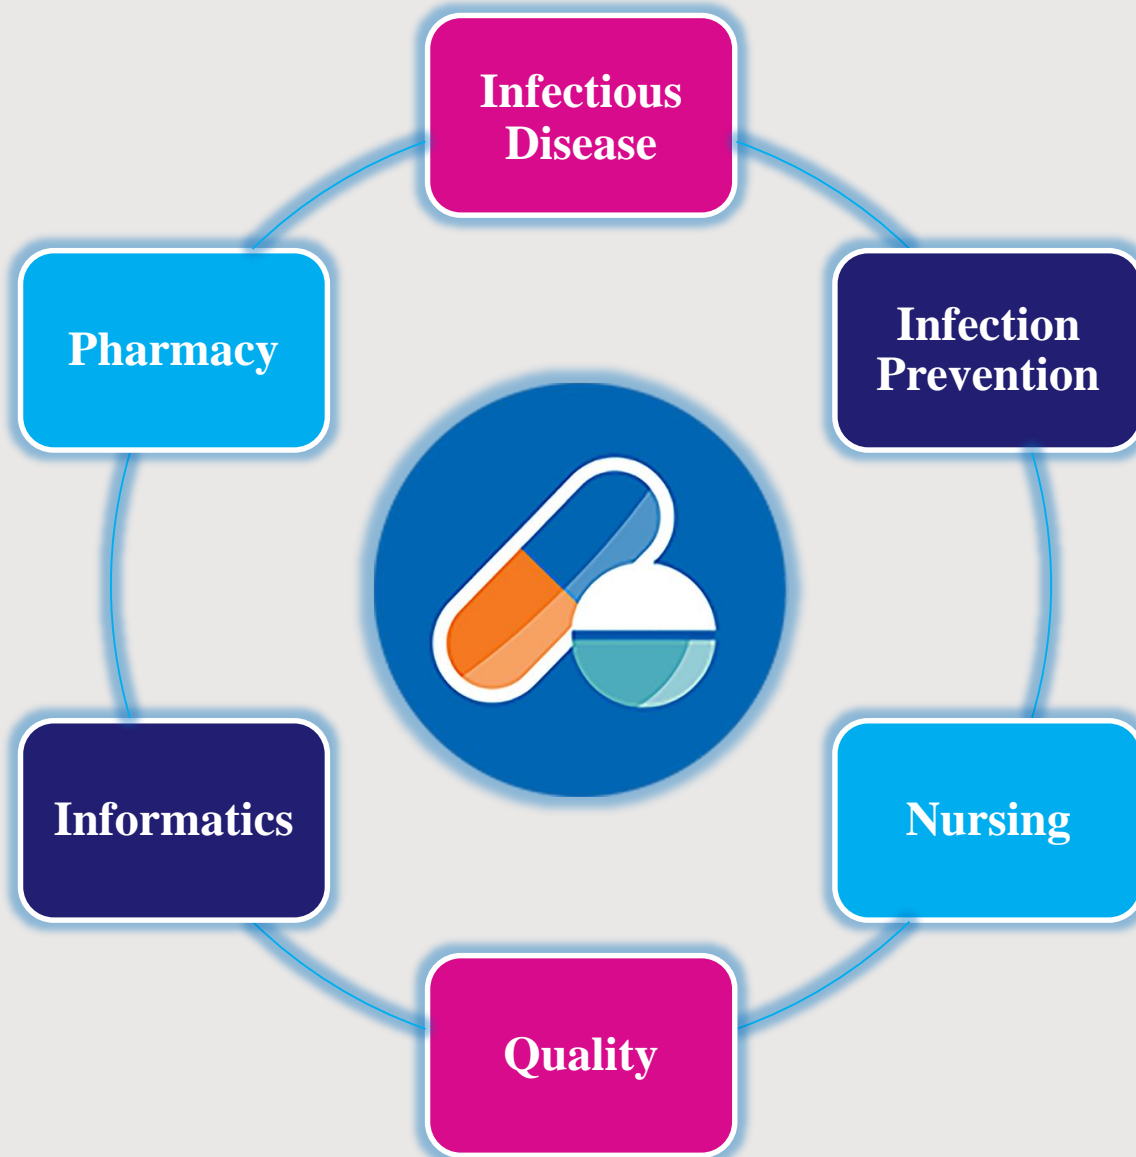 Infectious
Disease
Pharmacy
Infection
Prevention
Informatics
Nursing
Quality